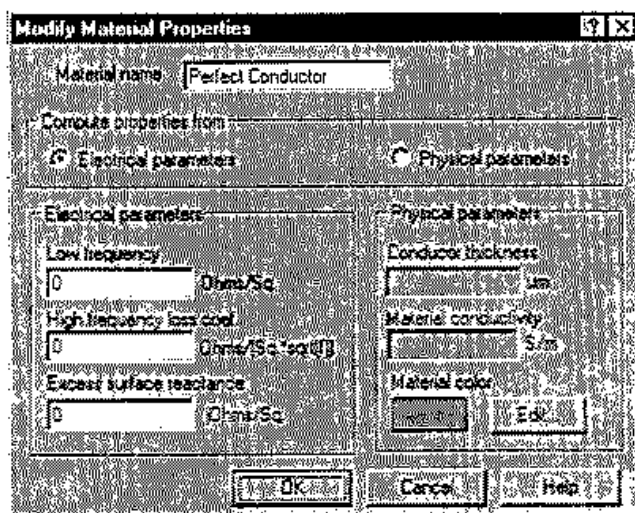 Modify Material Properties
Material name Perfect Conductor
Compute properties from
Electrical parameters Physical parameters
Electrical parameters Physical parameters
Low frequency Conductor thickness
0 Ohms/Sq um
High frequency loss coef. Material conductivity
0 Ohms/(Sq.*sqrt(f)) S/m
Excess surface reactance Material color
0 Ohms/Sq Edit...
OK Cancel Help